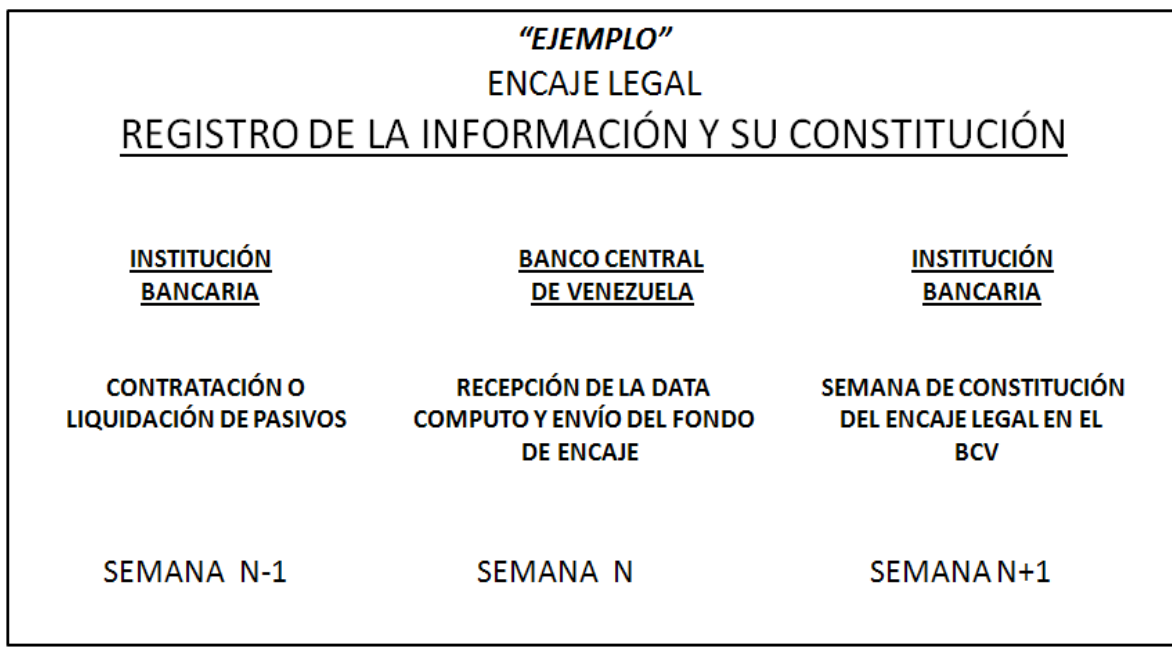 “EJEMPLO”
ENCAJE LEGAL
REGISTRO DE LA INFORMACIÓN Y SU CONSTITUCIÓN
INSTITUCIÓN
BANCARIA
BANCO CENTRAL
DE VENEZUELA
INSTITUCIÓN
BANCARIA
CONTRATACIÓN O
LIQUIDACIÓN DE PASIVOS
RECEPCIÓN DE LA DATA
COMPUTO Y ENVÍO DEL FONDO
DE ENCAJE
SEMANA DE CONSTITUCIÓN
DEL ENCAJE LEGAL EN EL
BCV
SEMANA N-1
SEMANA N
SEMANA N+1